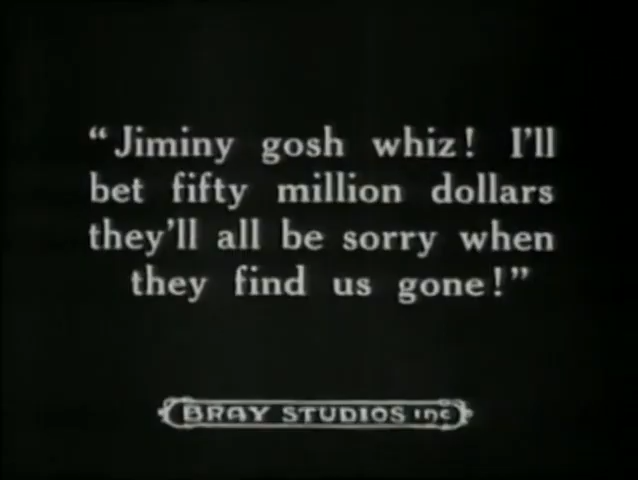 “Jiminy gosh whiz! I'll
bet fifty million dollars
they'll all be sorry when
they find us gone!”
BRAY STUDIOS inc